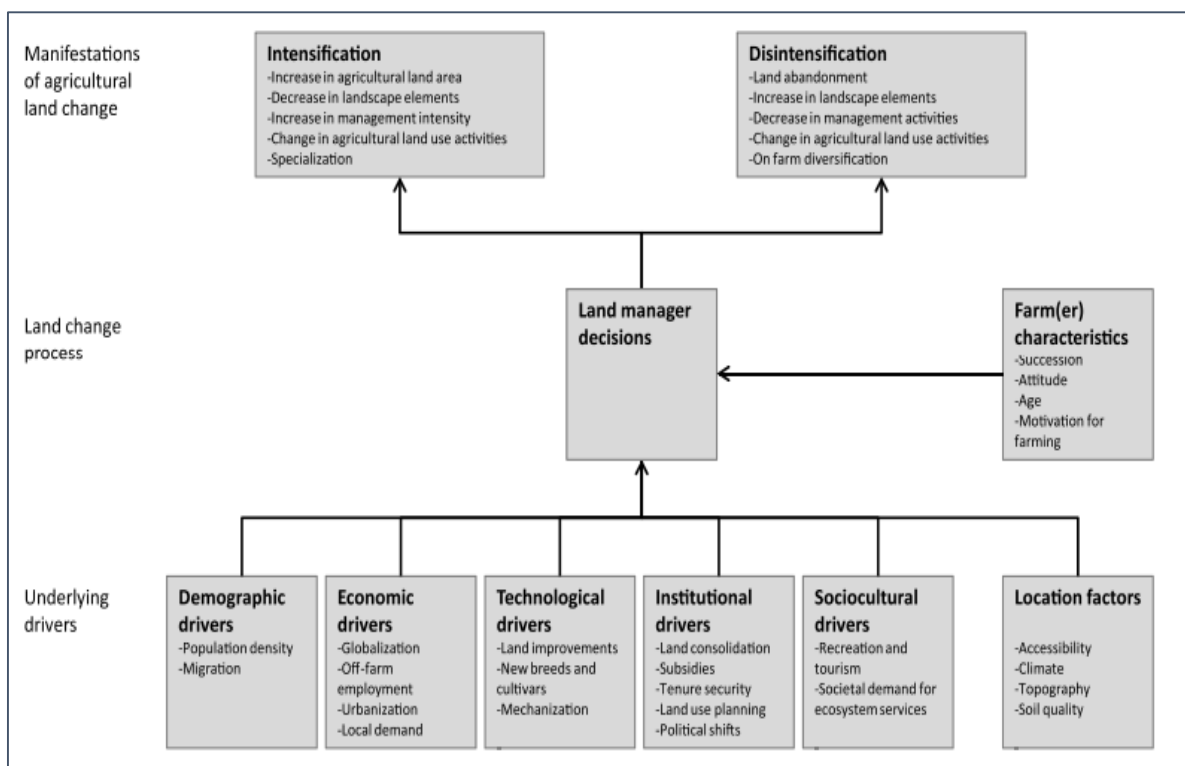 Manifestations
of agricultural
land change
Intensification
-Increase in agricultural land area
-Decrease in landscape elements
-Increase in management intensity
-Change in agricultural land use activities
-Specialization
Disintensification
-Land abandonment
-Increase in landscape elements
-Decrease in management activities
-Change in agricultural land use activities
-On farm diversification
Land change
process
Land manager
decisions
Farm(er)
characteristics
-Succession
-Attitude
-Age
-Motivation for
farming
Underlying
drivers
Demographic
drivers
-Population density
-Migration
Economic
drivers
-Globalization
-Off-farm
employment
-Urbanization
-Local demand
Technological
drivers
-Land improvements
-New breeds and
cultivars
-Mechanization
Institutional
drivers
-Land consolidation
-Subsidies
-Tenure security
-Land use planning
-Political shifts
Sociocultural
drivers
-Recreation and
tourism
-Societal demand for
ecosystem services
Location factors
-Accessibility
-Climate
-Topography
-Soil quality